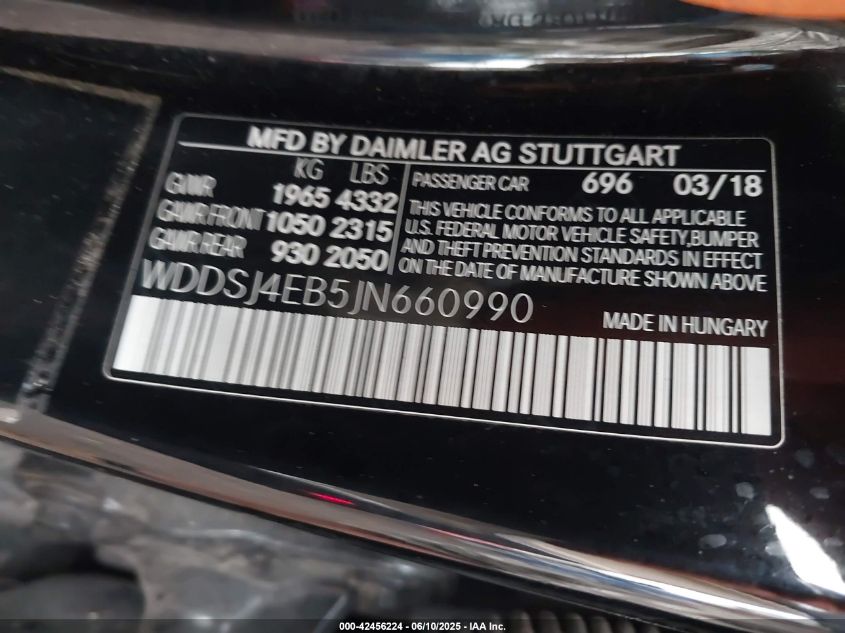 MFD BY DAIMLER AG STUTTGART
KG LBS
GVWR 1965 4332
GAWR FRONT 1050 2315
GAWR REAR 930 2050
PASSENGER CAR 696 03/18
THIS VEHICLE CONFORMS TO ALL APPLICABLE
U.S. FEDERAL MOTOR VEHICLE SAFETY,BUMPER
AND THEFT PREVENTION STANDARDS IN EFFECT
ON THE DATE OF MANUFACTURE SHOWN ABOVE
WDDSJ4EB5JN660990
MADE IN HUNGARY
000-42456224 - 06/10/2025 - IAA Inc.